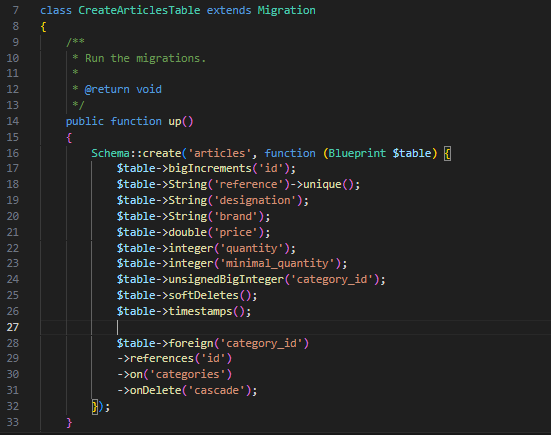 7 class CreateArticlesTable extends Migration
8 {
9     /**
10      * Run the migrations.
11      *
12      * @return void
13      */
14     public function up()
15     {
16         Schema::create('articles', function (Blueprint $table) {
17             $table->bigIncrements('id');
18             $table->String('reference')->unique();
19             $table->String('designation');
20             $table->String('brand');
21             $table->double('price');
22             $table->integer('quantity');
23             $table->integer('minimal_quantity');
24             $table->unsignedBigInteger('category_id');
25             $table->softDeletes();
26             $table->timestamps();
27
28             $table->foreign('category_id')
29             ->references('id')
30             ->on('categories')
31             ->onDelete('cascade');
32         });
33     }